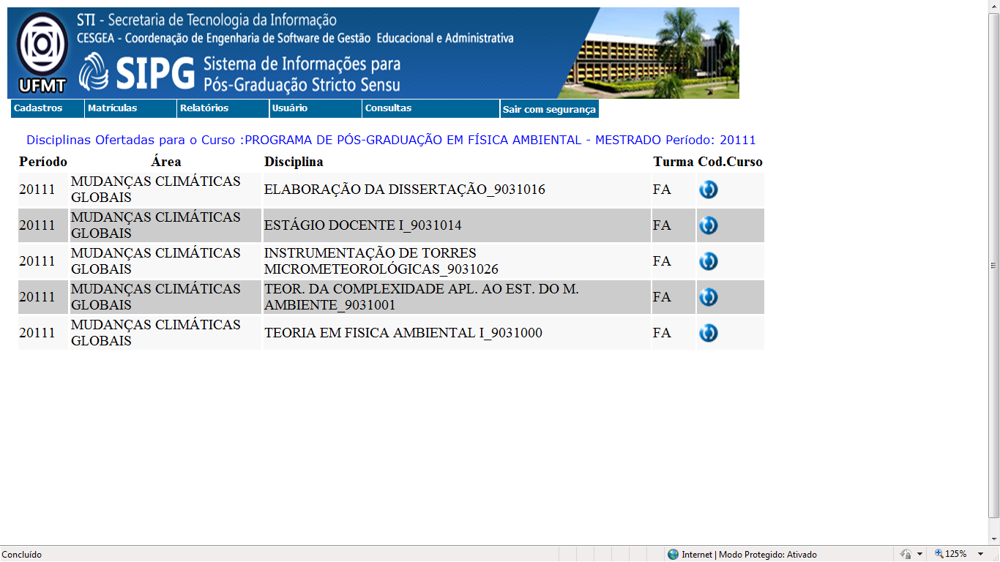 STI - Secretaria de Tecnologia da Informação
CESGEA - Coordenação de Engenharia de Software de Gestão Educacional e Administrativa
UFMT
SIPG
Sistema de Informações para
Pós-Graduação Stricto Sensu
Cadastros Matrículas Relatórios Usuário Consultas Sair com segurança
Disciplinas Ofertadas para o Curso :PROGRAMA DE PÓS-GRADUAÇÃO EM FÍSICA AMBIENTAL - MESTRADO Período: 20111
Período Área Disciplina Turma Cod.Curso
20111 MUDANÇAS CLIMÁTICAS
GLOBAIS
ELABORAÇÃO DA DISSERTAÇÃO_9031016 FA
20111 MUDANÇAS CLIMÁTICAS
GLOBAIS
ESTÁGIO DOCENTE I_9031014 FA
20111 MUDANÇAS CLIMÁTICAS
GLOBAIS
INSTRUMENTAÇÃO DE TORRES
MICROMETEOROLÓGICAS_9031026 FA
20111 MUDANÇAS CLIMÁTICAS
GLOBAIS
TEOR. DA COMPLEXIDADE APL. AO EST. DO M.
AMBIENTE_9031001 FA
20111 MUDANÇAS CLIMÁTICAS
GLOBAIS
TEORIA EM FISICA AMBIENTAL I_9031000 FA
Concluído Internet | Modo Protegido: Ativado 125%